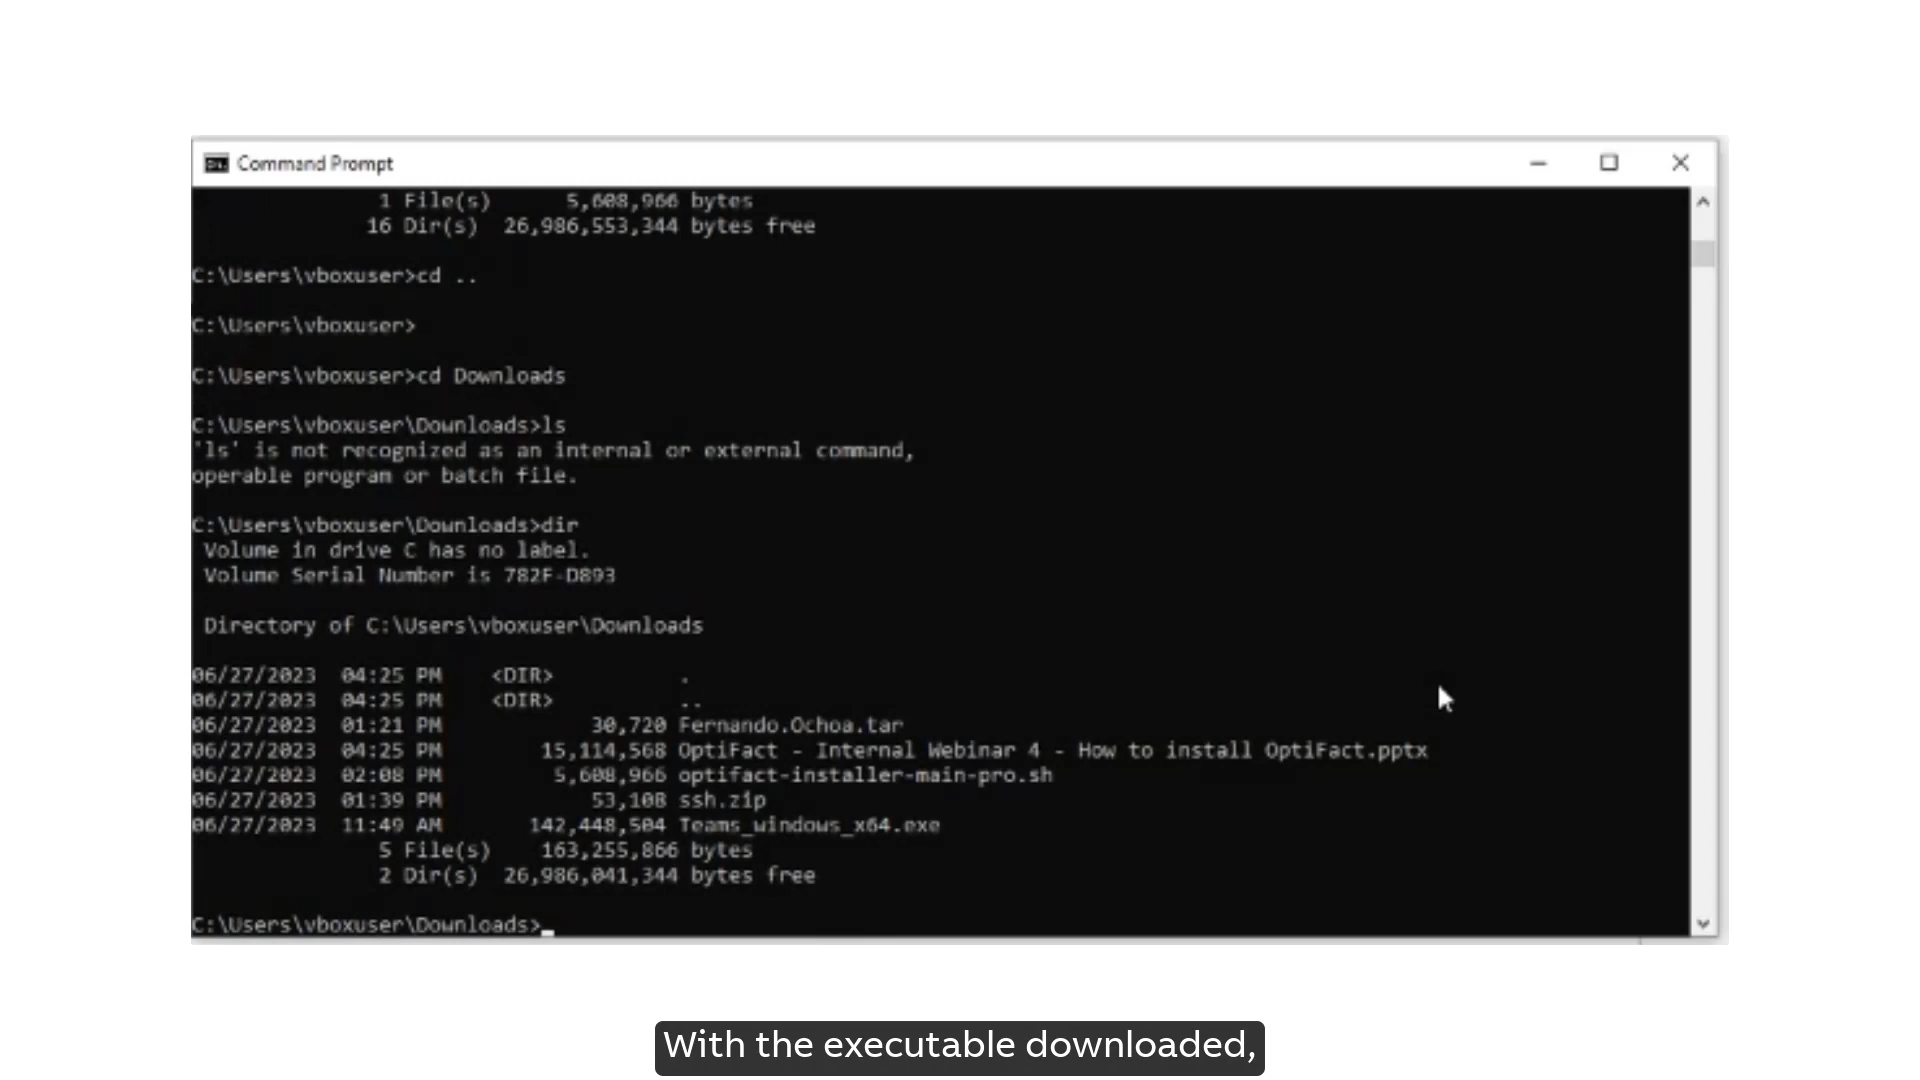 Command Prompt
1 File(s) 5,608,966 bytes
16 Dir(s) 26,986,553,344 bytes free
C:\Users\vboxuser>cd ..
C:\Users\vboxuser>
C:\Users\vboxuser>cd Downloads
C:\Users\vboxuser\Downloads>ls
'ls' is not recognized as an internal or external command,
operable program or batch file.
C:\Users\vboxuser\Downloads>dir
Volume in drive C has no label.
Volume Serial Number is 782F-D893
Directory of C:\Users\vboxuser\Downloads
06/27/2023 04:25 PM <DIR> .
06/27/2023 04:25 PM <DIR> ..
06/27/2023 01:21 PM 30,720 Fernando.Ochoa.tar
06/27/2023 04:25 PM 15,114,568 OptiFact - Internal Webinar 4 - How to install OptiFact.pptx
06/27/2023 02:08 PM 5,608,966 optifact-installer-main-pro.sh
06/27/2023 01:39 PM 53,108 ssh.zip
06/27/2023 11:49 AM 142,448,504 Teams_windows_x64.exe
5 File(s) 163,255,866 bytes
2 Dir(s) 26,986,041,344 bytes free
C:\Users\vboxuser\Downloads>_
With the executable downloaded,